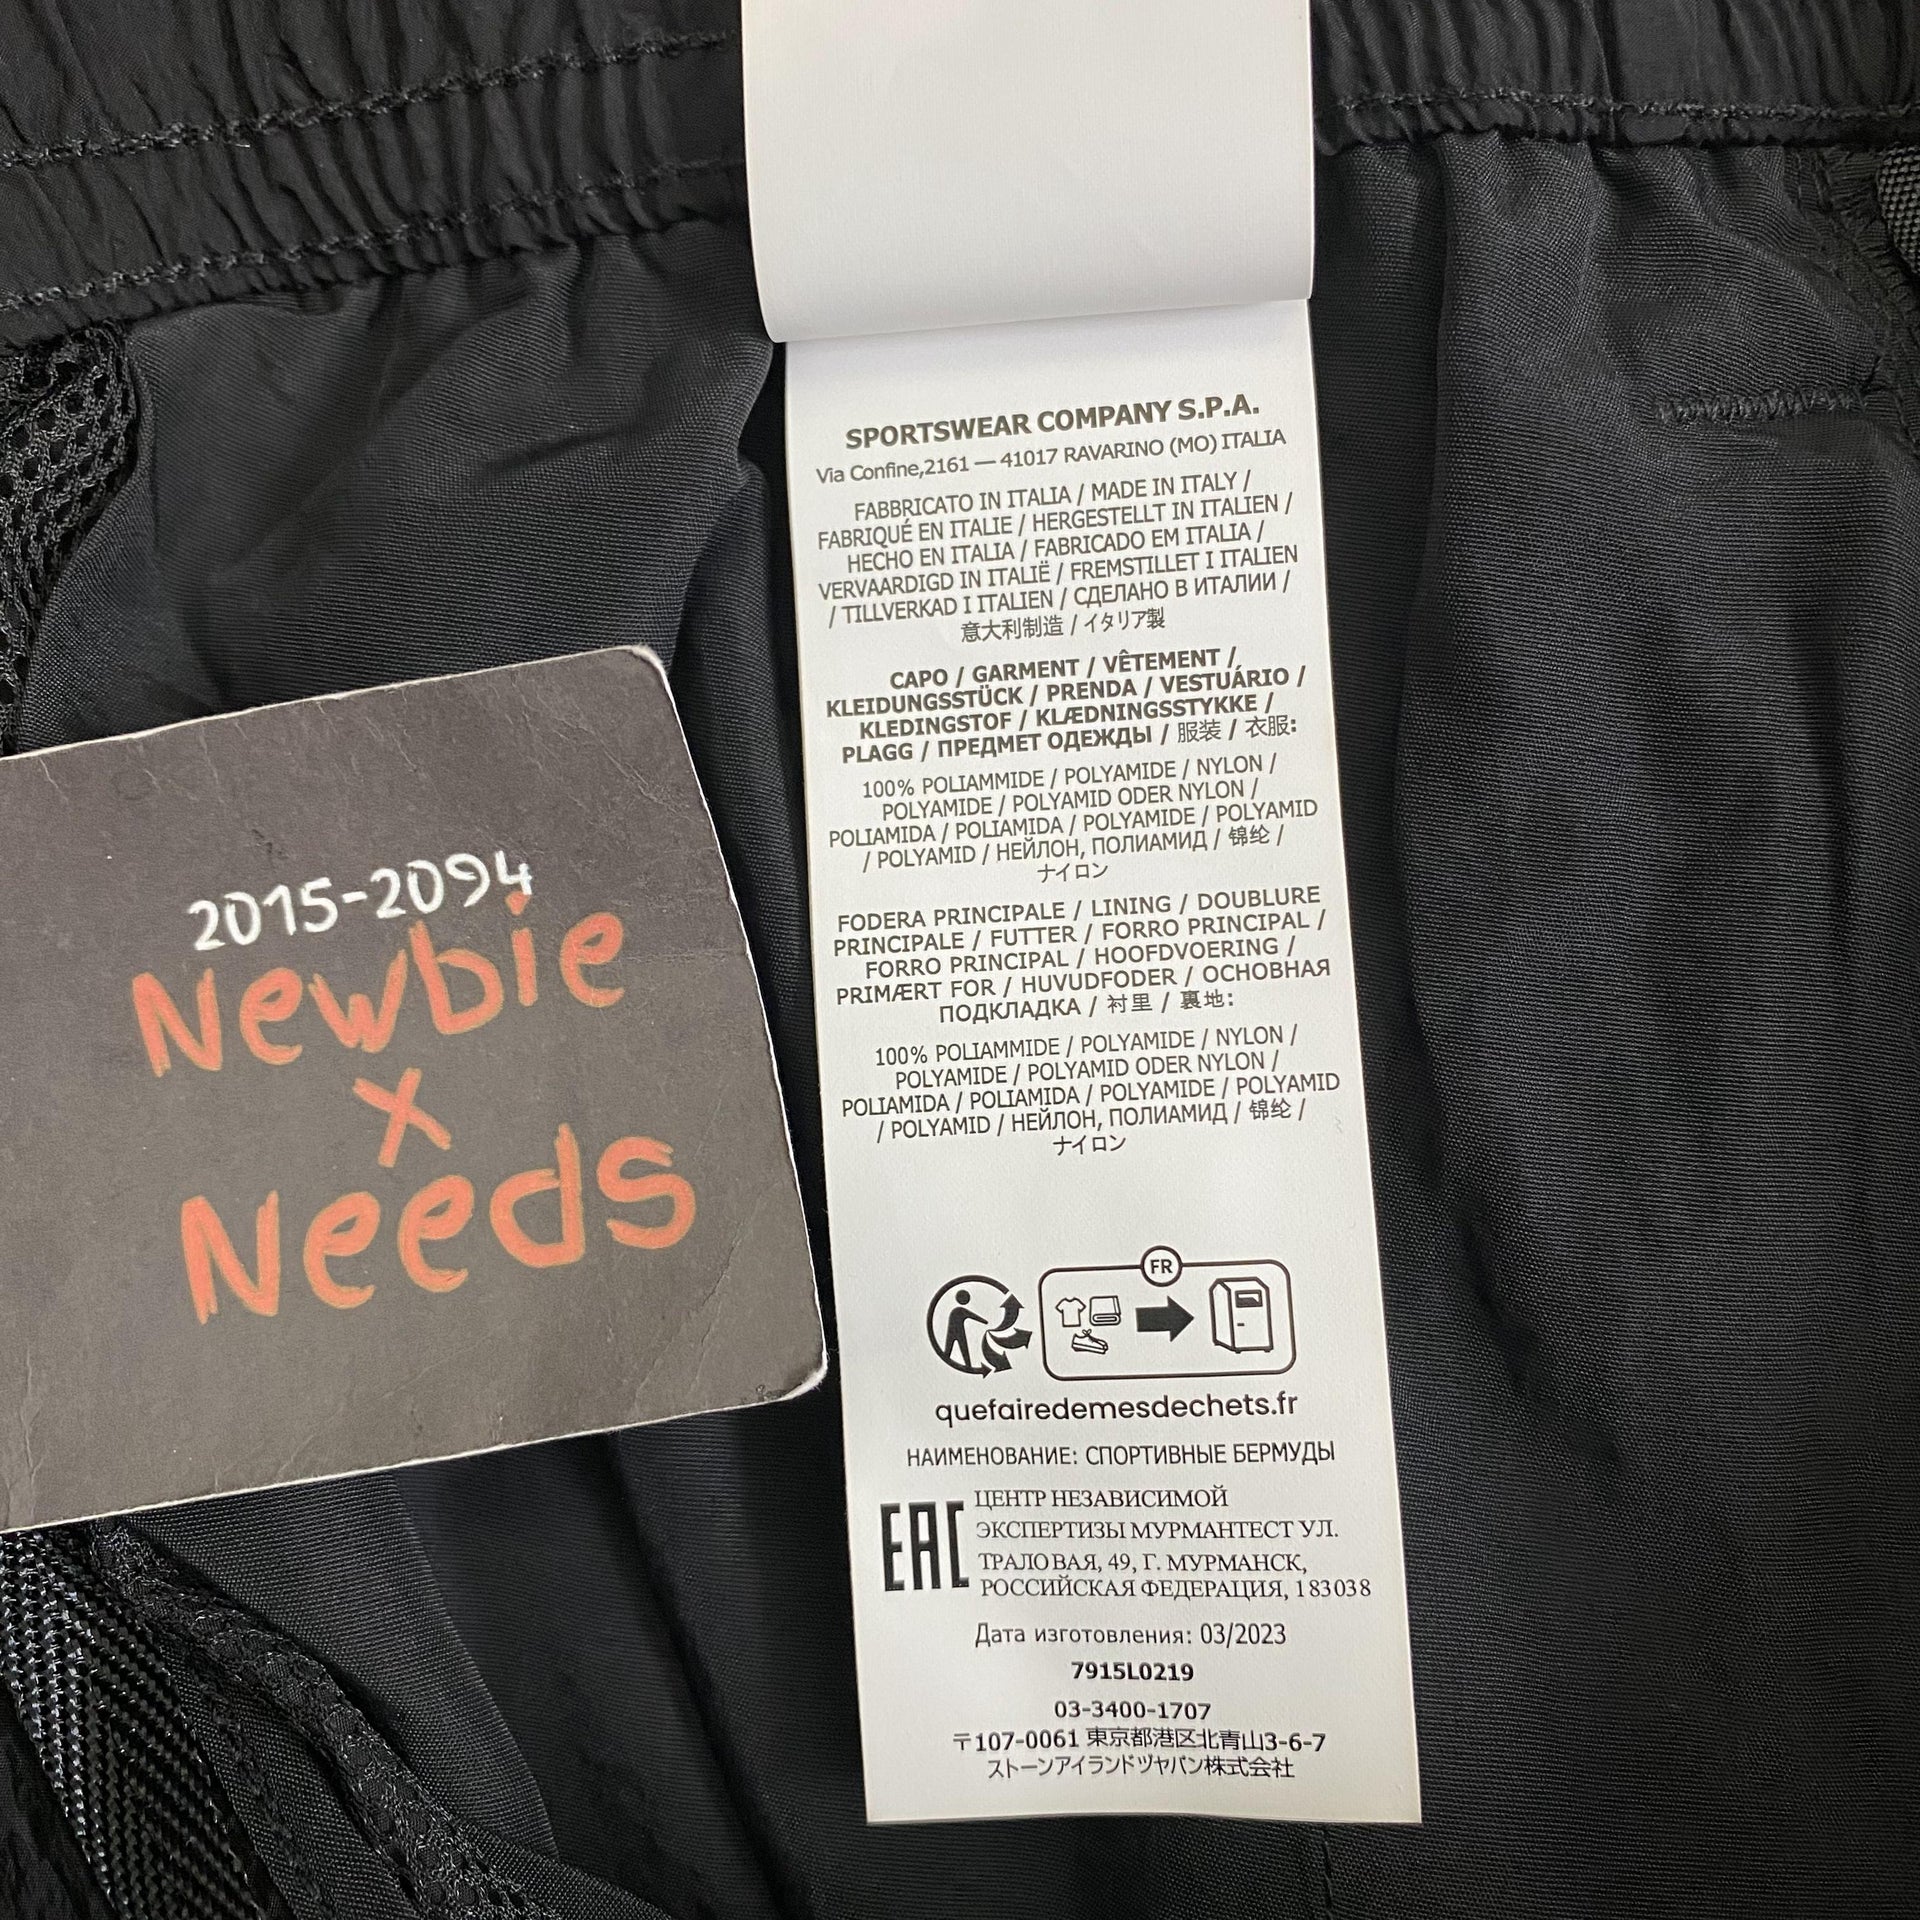 SPORTSWEAR COMPANY S.P.A.
Via Confine,2161 — 41017 RAVARINO (MO) ITALIA
FABBRICATO IN ITALIA / MADE IN ITALY /
FABRIQUÉ EN ITALIE / HERGESTELLT IN ITALIEN /
HECHO EN ITALIA / FABRICADO EM ITALIA /
VERVAARDIGD IN ITALIË / FREMSTILLET I ITALIEN
/ TILLVERKAD I ITALIEN / СДЕЛАНО В ИТАЛИИ /
意大利制造 / イタリア製
CAPO / GARMENT / VÊTEMENT /
KLEIDUNGSSTÜCK / PRENDA / VESTUÁRIO /
KLEDINGSTOF / KLÆDNINGSSTYKKE /
PLAGG / ПРЕДМЕТ ОДЕЖДЫ / 服装 / 衣服:
100% POLIAMMIDE / POLYAMIDE / NYLON /
POLYAMIDE / POLYAMID ODER NYLON /
POLIAMIDA / POLIAMIDA / POLYAMIDE / POLYAMID
/ POLYAMID / НЕЙЛОН, ПОЛИАМИД / 锦纶 /
ナイロン
FODERA PRINCIPALE / LINING / DOUBLURE
PRINCIPALE / FUTTER / FORRO PRINCIPAL /
FORRO PRINCIPAL / HOOFDVOERING /
PRIMÆRT FOR / HUVUDFODER / ОСНОВНАЯ
ПОДКЛАДКА / 衬里 / 裏地:
100% POLIAMMIDE / POLYAMIDE / NYLON /
POLYAMIDE / POLYAMID ODER NYLON /
POLIAMIDA / POLIAMIDA / POLYAMIDE / POLYAMID
/ POLYAMID / НЕЙЛОН, ПОЛИАМИД / 锦纶 /
ナイロン
FR
quefairedemesdechets.fr
НАИМЕНОВАНИЕ: СПОРТИВНЫЕ БЕРМУДЫ
EAC
ЦЕНТР НЕЗАВИСИМОЙ
ЭКСПЕРТИЗЫ МУРМАНТЕСТ УЛ.
ТРАЛОВАЯ, 49, Г. МУРМАНСК,
РОССИЙСКАЯ ФЕДЕРАЦИЯ, 183038
Дата изготовления: 03/2023
7915L0219
03-3400-1707
〒107-0061 東京都港区北青山3-6-7
ストーンアイランドヅャパン株式会社
2015-2094
Newbie
x
Needs